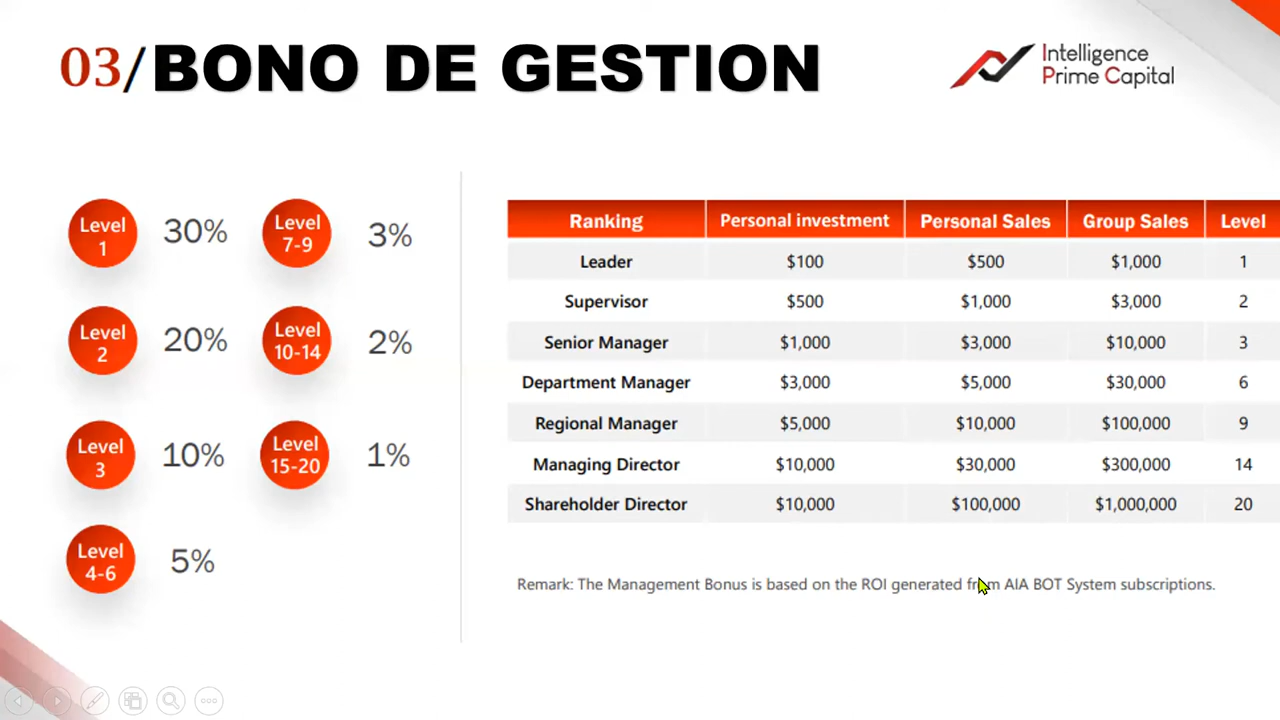 03/BONO DE GESTION
Intelligence
Prime Capital
Level
1
30%
Level
7-9
3%
Level
2
20%
Level
10-14
2%
Level
3
10%
Level
15-20
1%
Level
4-6
5%
Ranking Personal investment Personal Sales Group Sales Level
Leader $100 $500 $1,000 1
Supervisor $500 $1,000 $3,000 2
Senior Manager $1,000 $3,000 $10,000 3
Department Manager $3,000 $5,000 $30,000 6
Regional Manager $5,000 $10,000 $100,000 9
Managing Director $10,000 $30,000 $300,000 14
Shareholder Director $10,000 $100,000 $1,000,000 20
Remark: The Management Bonus is based on the ROI generated from AIA BOT System subscriptions.